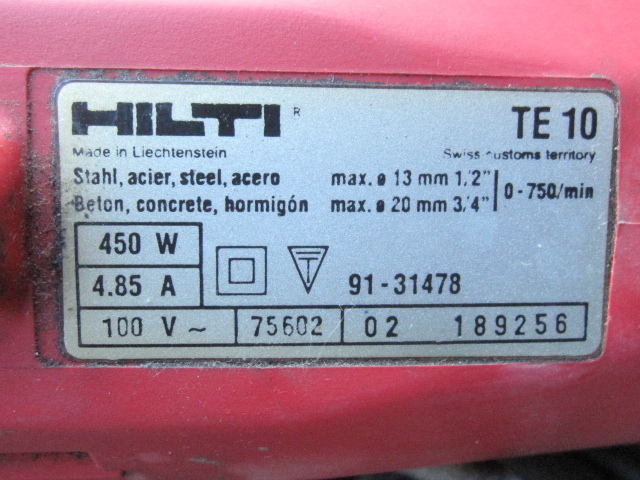 HILTI ® TE 10
Made in Liechtenstein Swiss customs territory
Stahl, acier, steel, acero max. ø 13 mm 1/2" 0-750/min
Beton, concrete, hormigón max. ø 20 mm 3/4"
450 W
4.85 A T 91-31478
100 V ~ 75602 02 189256